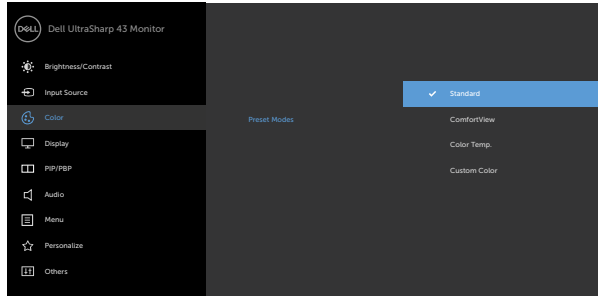 DELL
Dell UltraSharp 43 Monitor
Brightness/Contrast
Input Source
Color
Display
PIP/PBP
Audio
Menu
Personalize
Others
Preset Modes
Standard
ComfortView
Color Temp.
Custom Color